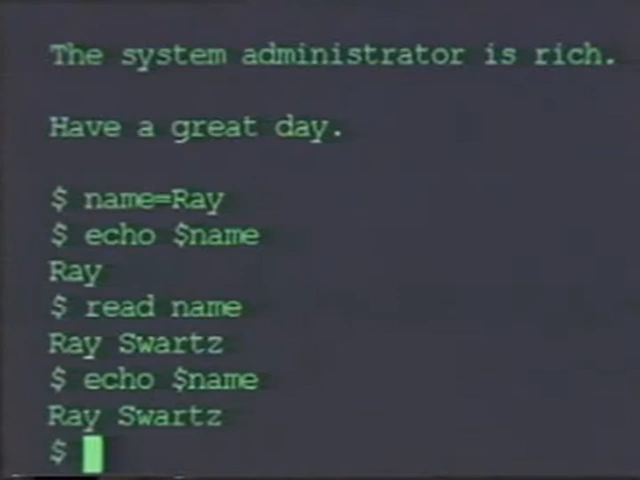 The system administrator is rich.
Have a great day.
$ name=Ray
$ echo $name
Ray
$ read name
Ray Swartz
$ echo $name
Ray Swartz
$